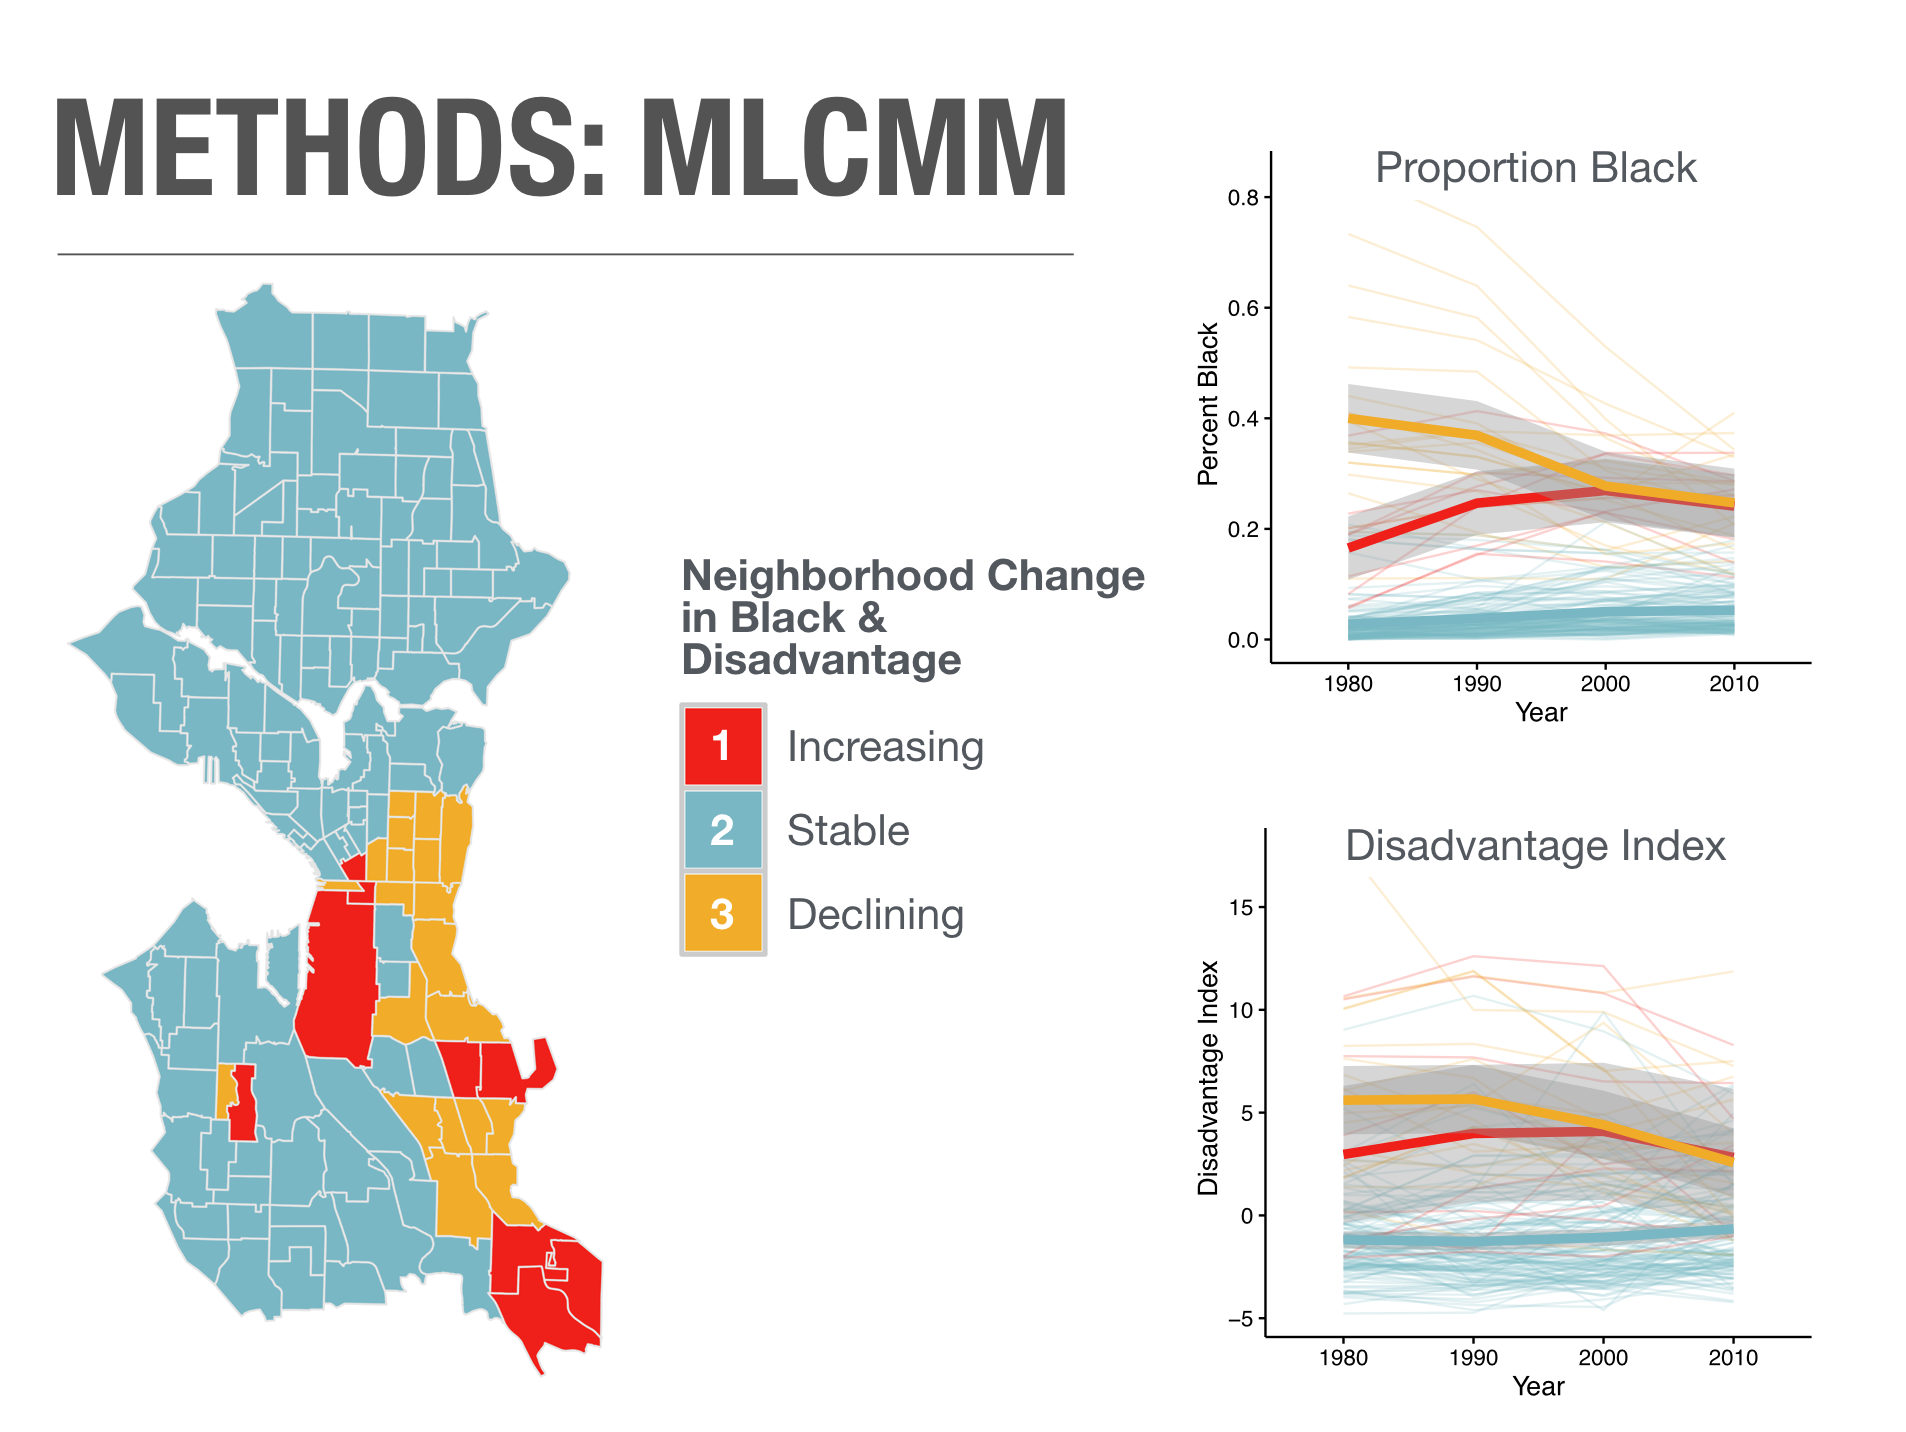 METHODS: MLCMM
Neighborhood Change
in Black &
Disadvantage
1 Increasing
2 Stable
3 Declining
Proportion Black
Percent Black
0.8
0.6
0.4
0.2
0.0
1980 1990 2000 2010
Year
Disadvantage Index
Disadvantage Index
15
10
5
0
−5
1980 1990 2000 2010
Year